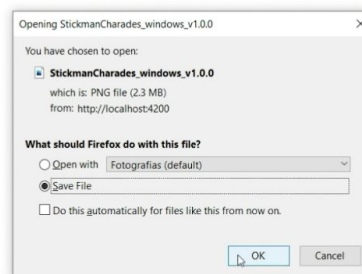 Opening StickmanCharades_windows_v1.0.0
You have chosen to open:
StickmanCharades_windows_v1.0.0
which is: PNG file (2.3 MB)
from: http://localhost:4200
What should Firefox do with this file?
Open with Fotografias (default)
Save File
Do this automatically for files like this from now on.
OK Cancel